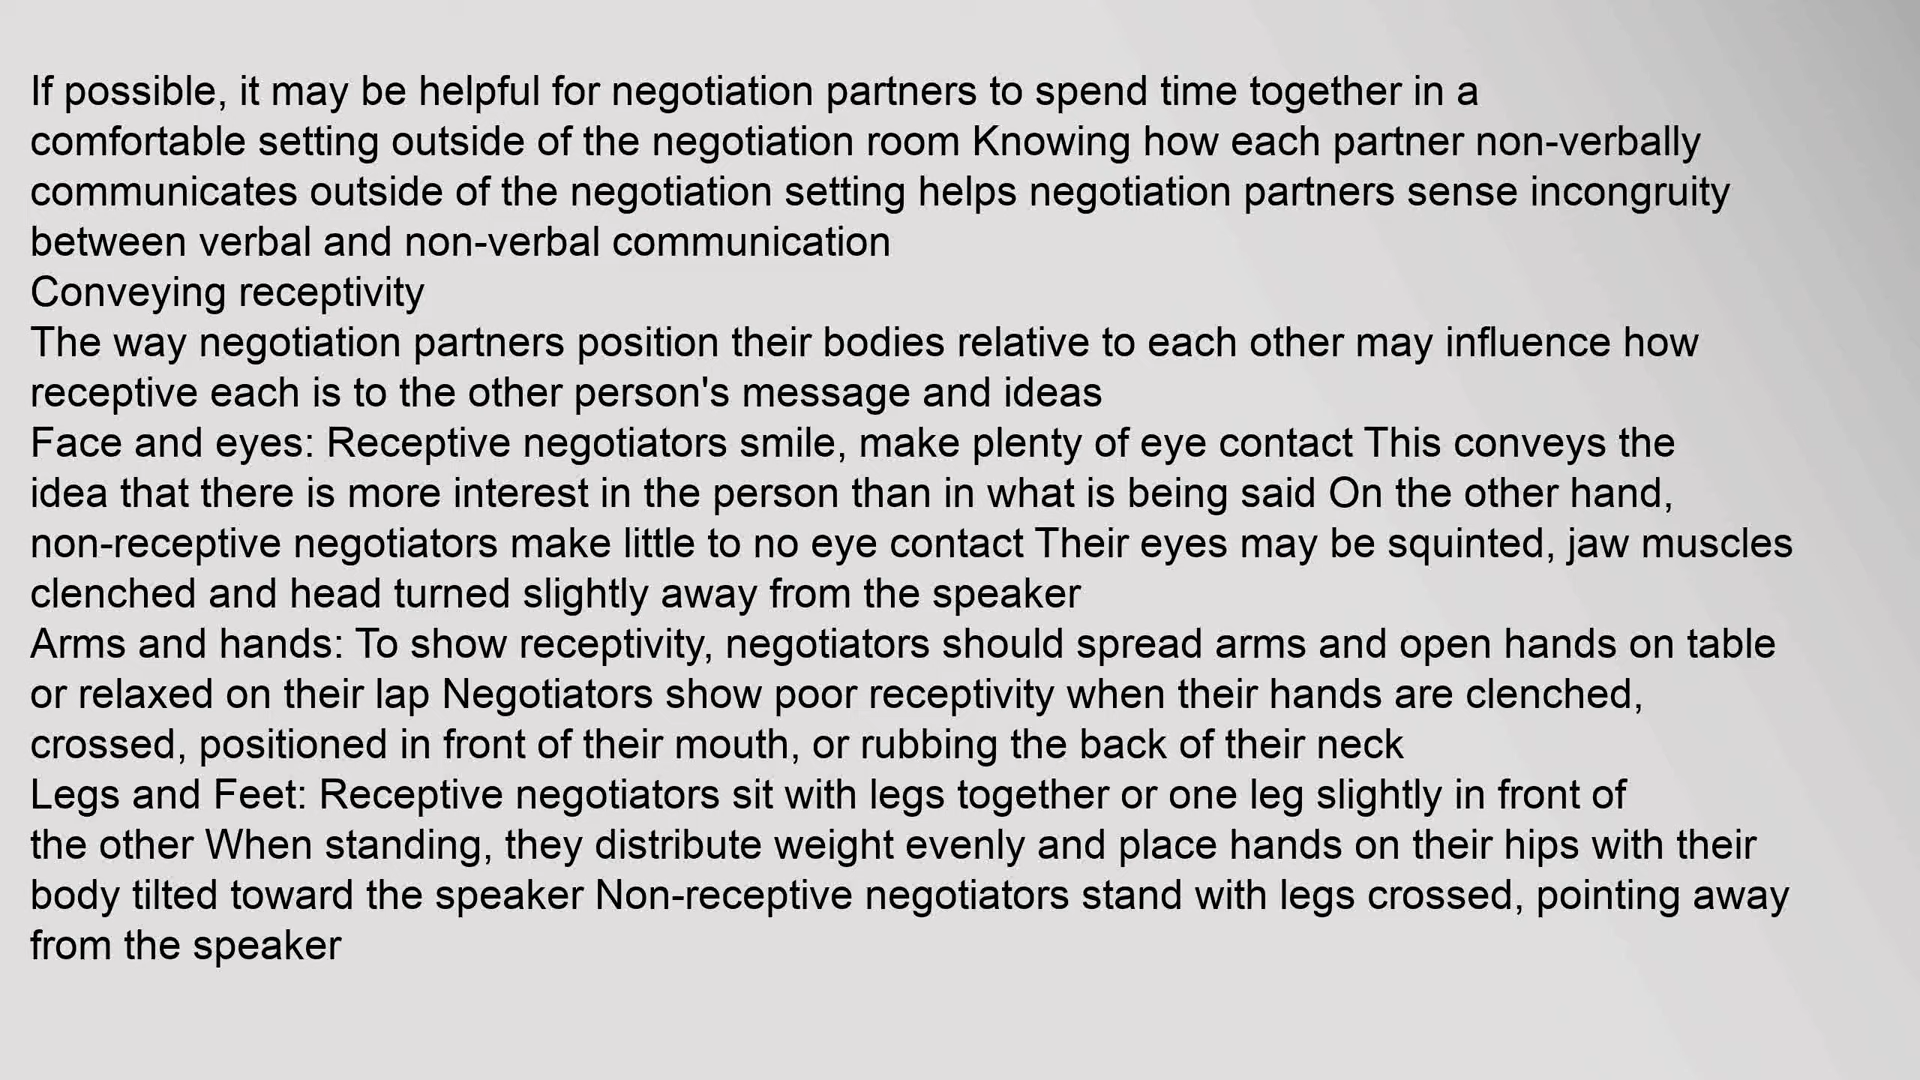 If possible, it may be helpful for negotiation partners to spend time together in a
comfortable setting outside of the negotiation room Knowing how each partner non-verbally
communicates outside of the negotiation setting helps negotiation partners sense incongruity
between verbal and non-verbal communication
Conveying receptivity
The way negotiation partners position their bodies relative to each other may influence how
receptive each is to the other person's message and ideas
Face and eyes: Receptive negotiators smile, make plenty of eye contact This conveys the
idea that there is more interest in the person than in what is being said On the other hand,
non-receptive negotiators make little to no eye contact Their eyes may be squinted, jaw muscles
clenched and head turned slightly away from the speaker
Arms and hands: To show receptivity, negotiators should spread arms and open hands on table
or relaxed on their lap Negotiators show poor receptivity when their hands are clenched,
crossed, positioned in front of their mouth, or rubbing the back of their neck
Legs and Feet: Receptive negotiators sit with legs together or one leg slightly in front of
the other When standing, they distribute weight evenly and place hands on their hips with their
body tilted toward the speaker Non-receptive negotiators stand with legs crossed, pointing away
from the speaker